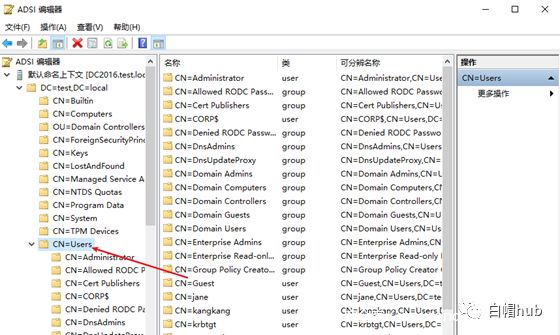 ADSI 编辑器
文件(F) 操作(A) 查看(V) 帮助(H)
ADSI 编辑器
默认命名上下文 [DC2016.test.loc
DC=test,DC=local
CN=Builtin
CN=Computers
OU=Domain Controllers
CN=ForeignSecurityPrinc
CN=Keys
CN=LostAndFound
CN=Managed Service A
CN=NTDS Quotas
CN=Program Data
CN=System
CN=TPM Devices
CN=Users
CN=Administrator
CN=Allowed RODC P
CN=Cert Publishers
CN=CORP$
CN=Denied RODC Pa
CN=DnsAdmins
CN=DnsUpdateProxy
名称 类 可分辨名称
CN=Administrator user CN=Administrator,CN=Use
CN=Allowed RODC Pass... group CN=Allowed RODC Passwo
CN=Cert Publishers group CN=Cert Publishers,CN=Us
CN=CORP$ user CN=CORP$,CN=Users,DC=
CN=Denied RODC Passw... group CN=Denied RODC Passwo
CN=DnsAdmins group CN=DnsAdmins,CN=Users,
CN=DnsUpdateProxy group CN=DnsUpdateProxy,CN=
CN=Domain Admins group CN=Domain Admins,CN=U
CN=Domain Computers group CN=Domain Computers,CN
CN=Domain Controllers group CN=Domain Controllers,CN
CN=Domain Guests group CN=Domain Guests,CN=U
CN=Domain Users group CN=Domain Users,CN=Use
CN=Enterprise Admins group CN=Enterprise Admins,CN=
CN=Enterprise Read-only... group CN=Enterprise Read-only
CN=Group Policy Creato... group CN=Group Policy Creator
CN=Guest user CN=Guest,CN=Users,DC=t
CN=jane user CN=jane,CN=Users,DC=te
CN=kangkang user CN=kangkang,CN=Users,
CN=krbtgt user CN=krbtgt,CN=Users,DC=
操作
CN=Users
更多操作
白帽hub